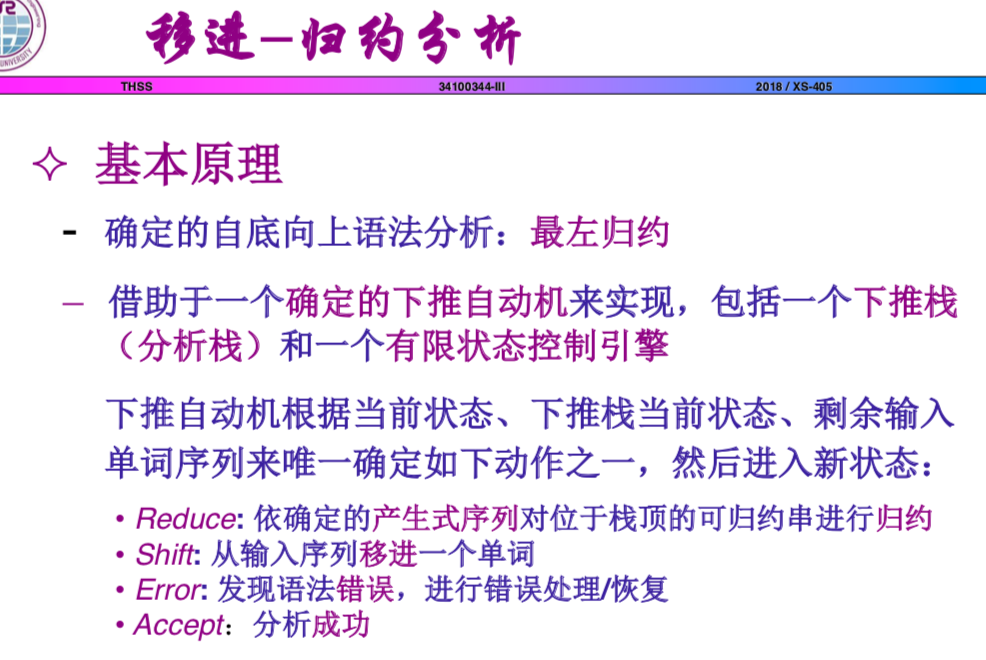 移进—归约分析
THSS 34100344-III 2018 / XS-405
基本原理
- 确定的自底向上语法分析：最左归约
– 借助于一个确定的下推自动机来实现，包括一个下推栈
（分析栈）和一个有限状态控制引擎
下推自动机根据当前状态、下推栈当前状态、剩余输入
单词序列来唯一确定如下动作之一，然后进入新状态：
• Reduce: 依确定的产生式序列对位于栈顶的可归约串进行归约
• Shift: 从输入序列移进一个单词
• Error: 发现语法错误，进行错误处理/恢复
• Accept：分析成功